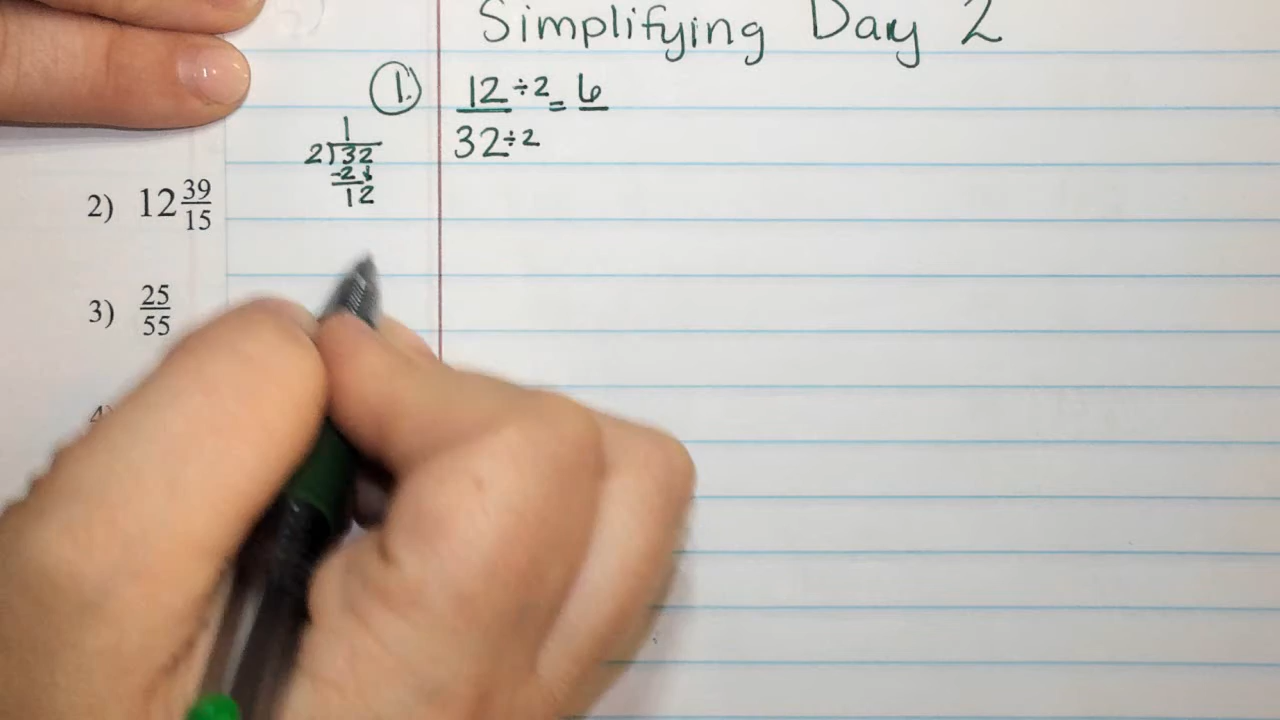 Simplifying Day 2
1. 12 ÷2 = 6
32 ÷2
1
2 32
-2
12
2) 12 39/15
3) 25/55